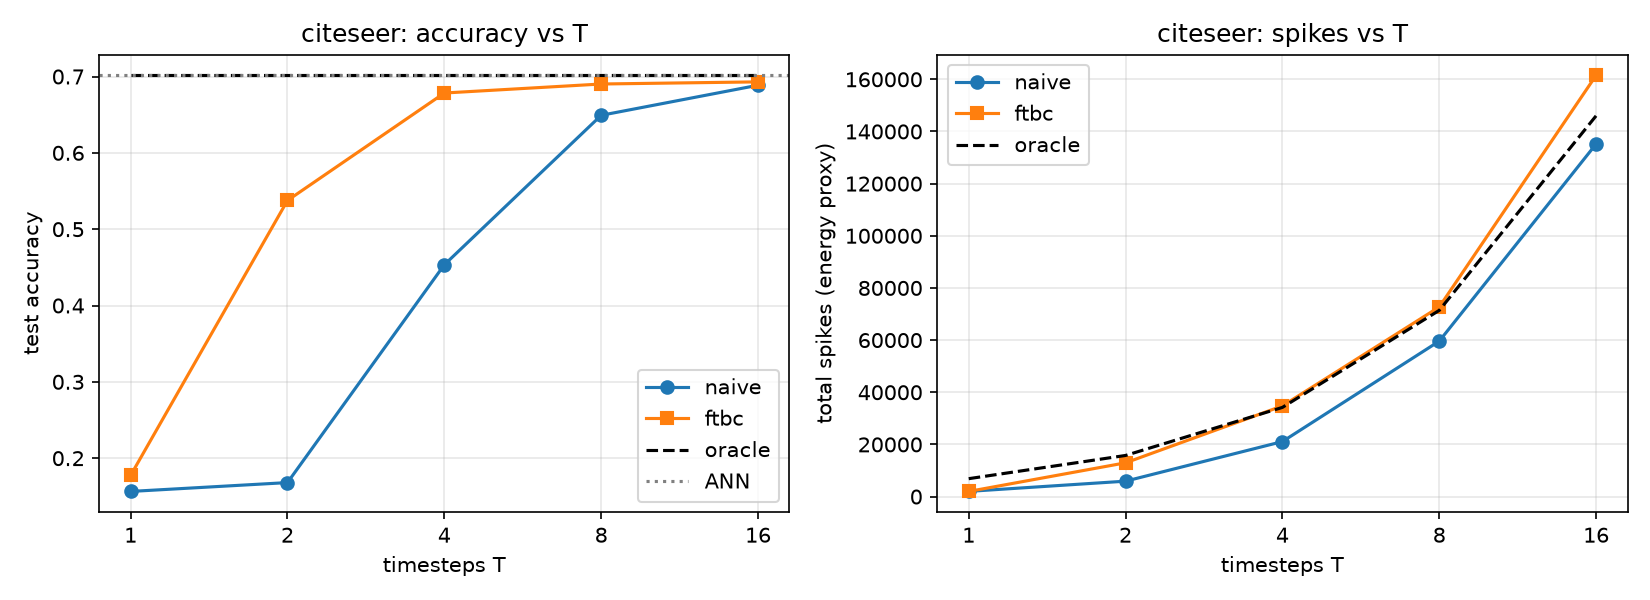 citeseer: accuracy vs T
test accuracy
0.7
0.6
0.5
0.4
0.3
0.2
naive
ftbc
oracle
ANN
1 2 4 8 16
timesteps T
citeseer: spikes vs T
total spikes (energy proxy)
160000
140000
120000
100000
80000
60000
40000
20000
0
naive
ftbc
oracle
1 2 4 8 16
timesteps T